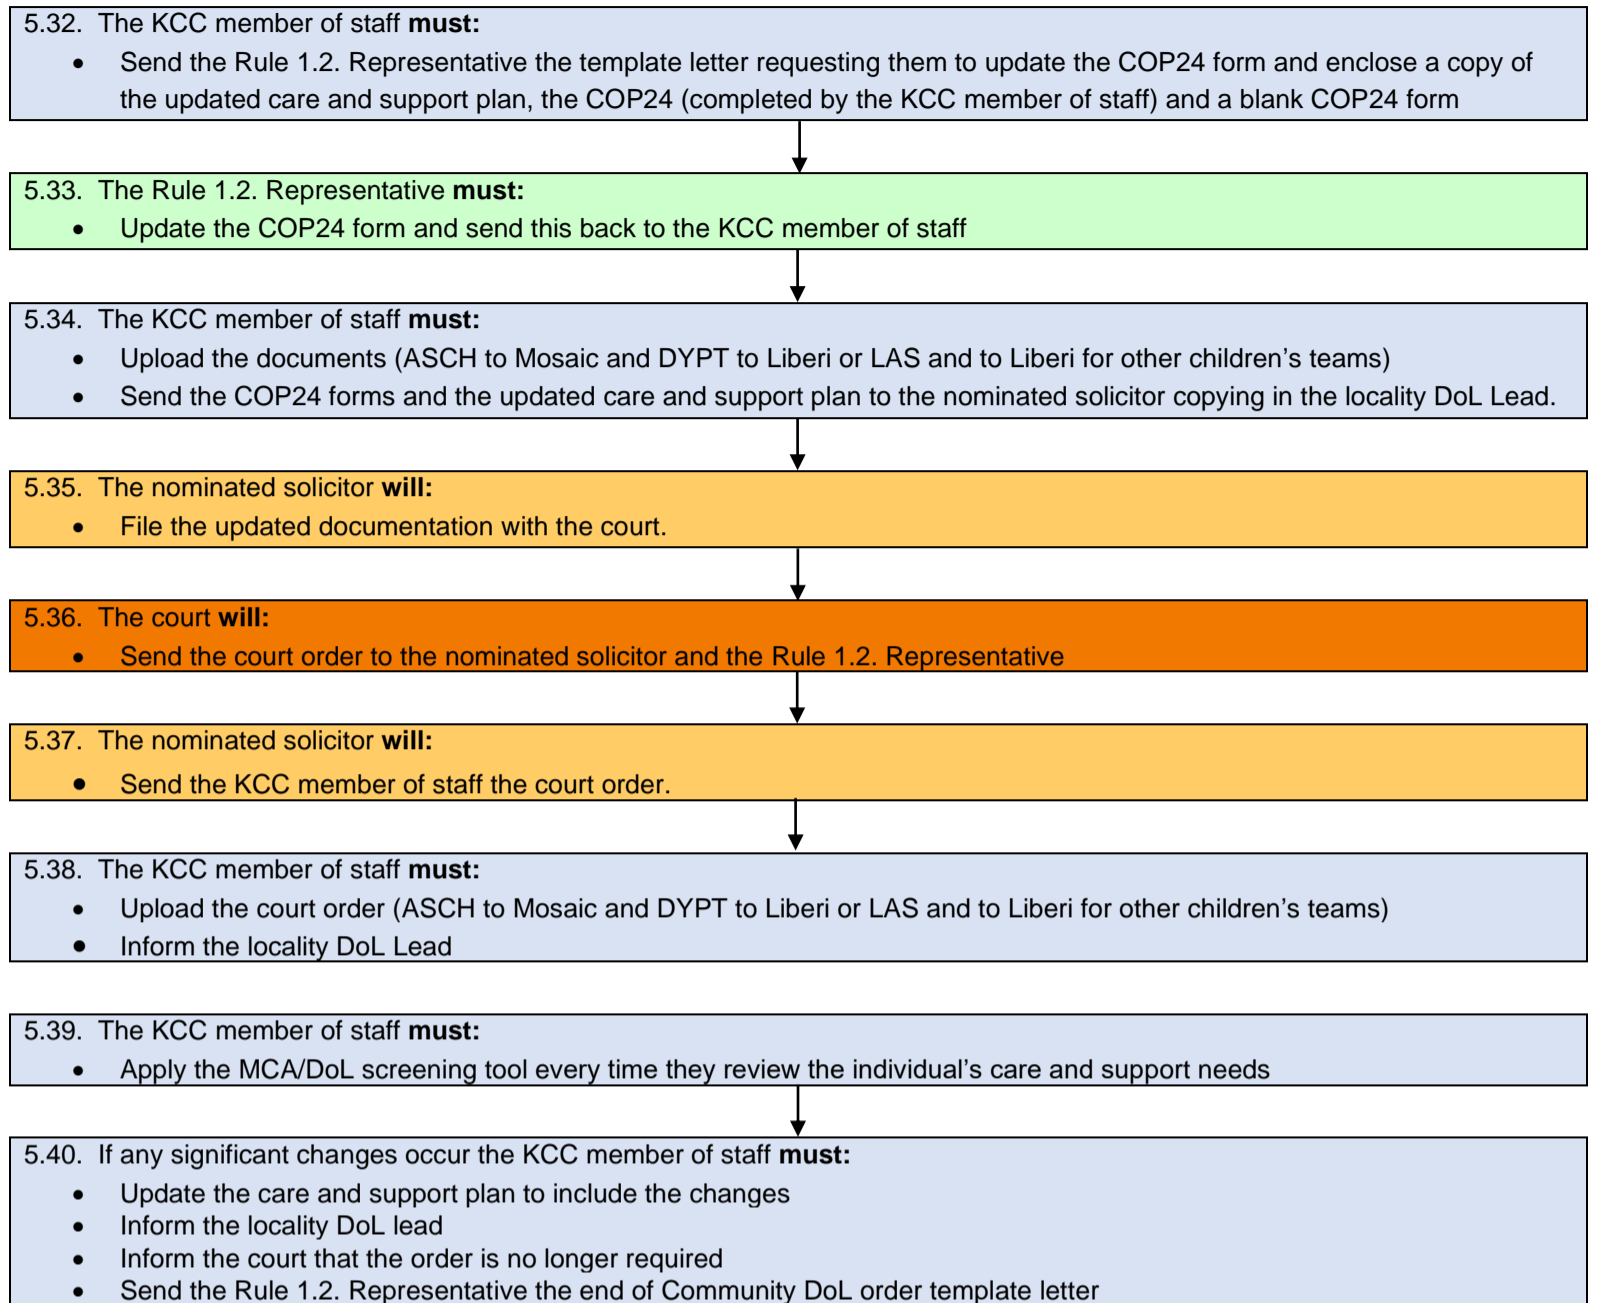 5.32. The KCC member of staff must:
• Send the Rule 1.2. Representative the template letter requesting them to update the COP24 form and enclose a copy of
the updated care and support plan, the COP24 (completed by the KCC member of staff) and a blank COP24 form
5.33. The Rule 1.2. Representative must:
• Update the COP24 form and send this back to the KCC member of staff
5.34. The KCC member of staff must:
• Upload the documents (ASCH to Mosaic and DYPT to Liberi or LAS and to Liberi for other children's teams)
• Send the COP24 forms and the updated care and support plan to the nominated solicitor copying in the locality DoL Lead.
5.35. The nominated solicitor will:
• File the updated documentation with the court.
5.36. The court will:
• Send the court order to the nominated solicitor and the Rule 1.2. Representative
5.37. The nominated solicitor will:
• Send the KCC member of staff the court order.
5.38. The KCC member of staff must:
• Upload the court order (ASCH to Mosaic and DYPT to Liberi or LAS and to Liberi for other children's teams)
• Inform the locality DoL Lead
5.39. The KCC member of staff must:
• Apply the MCA/DoL screening tool every time they review the individual's care and support needs
5.40. If any significant changes occur the KCC member of staff must:
• Update the care and support plan to include the changes
• Inform the locality DoL lead
• Inform the court that the order is no longer required
• Send the Rule 1.2. Representative the end of Community DoL order template letter